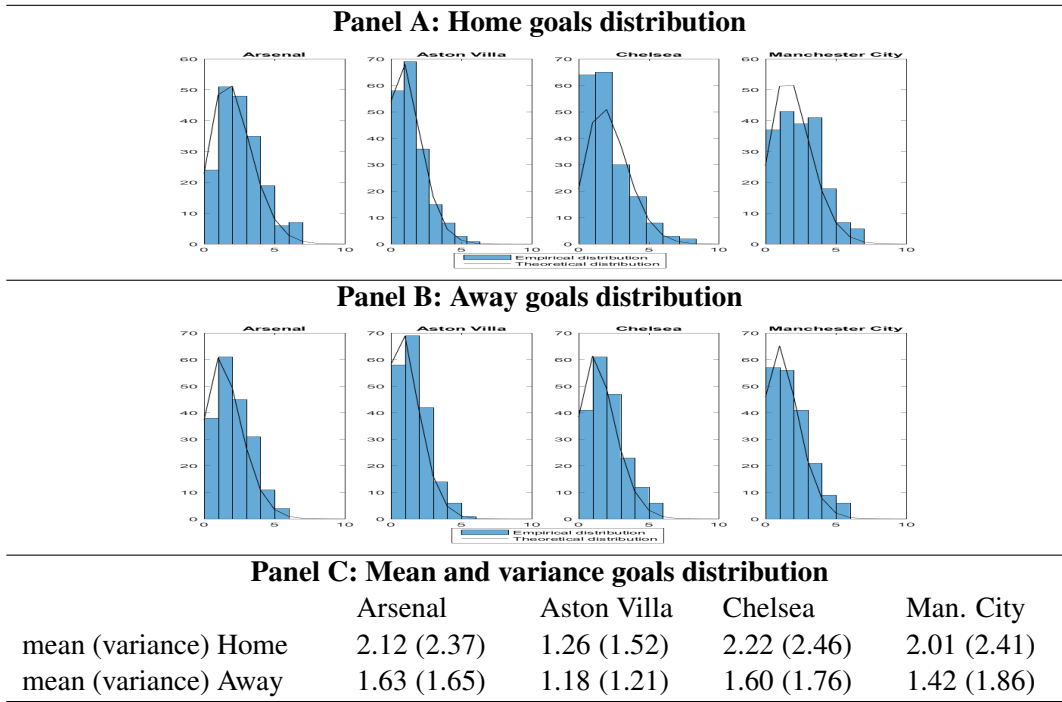 Panel A: Home goals distribution
Arsenal Aston Villa Chelsea Manchester City
60 70 70 60
50 60 60 50
40 50 50 40
30 40 40 30
20 30 30 20
10 20 20 10
0 10 10 0
0 0
0 5 10 0 5 10 0 5 10 0 5 10
Empirical distribution
Theoretical distribution
Panel B: Away goals distribution
Arsenal Aston Villa Chelsea Manchester City
70 70 70 70
60 60 60 60
50 50 50 50
40 40 40 40
30 30 30 30
20 20 20 20
10 10 10 10
0 0 0 0
0 5 10 0 5 10 0 5 10 0 5 10
Empirical distribution
Theoretical distribution
Panel C: Mean and variance goals distribution
Arsenal Aston Villa Chelsea Man. City
mean (variance) Home 2.12 (2.37) 1.26 (1.52) 2.22 (2.46) 2.01 (2.41)
mean (variance) Away 1.63 (1.65) 1.18 (1.21) 1.60 (1.76) 1.42 (1.86)